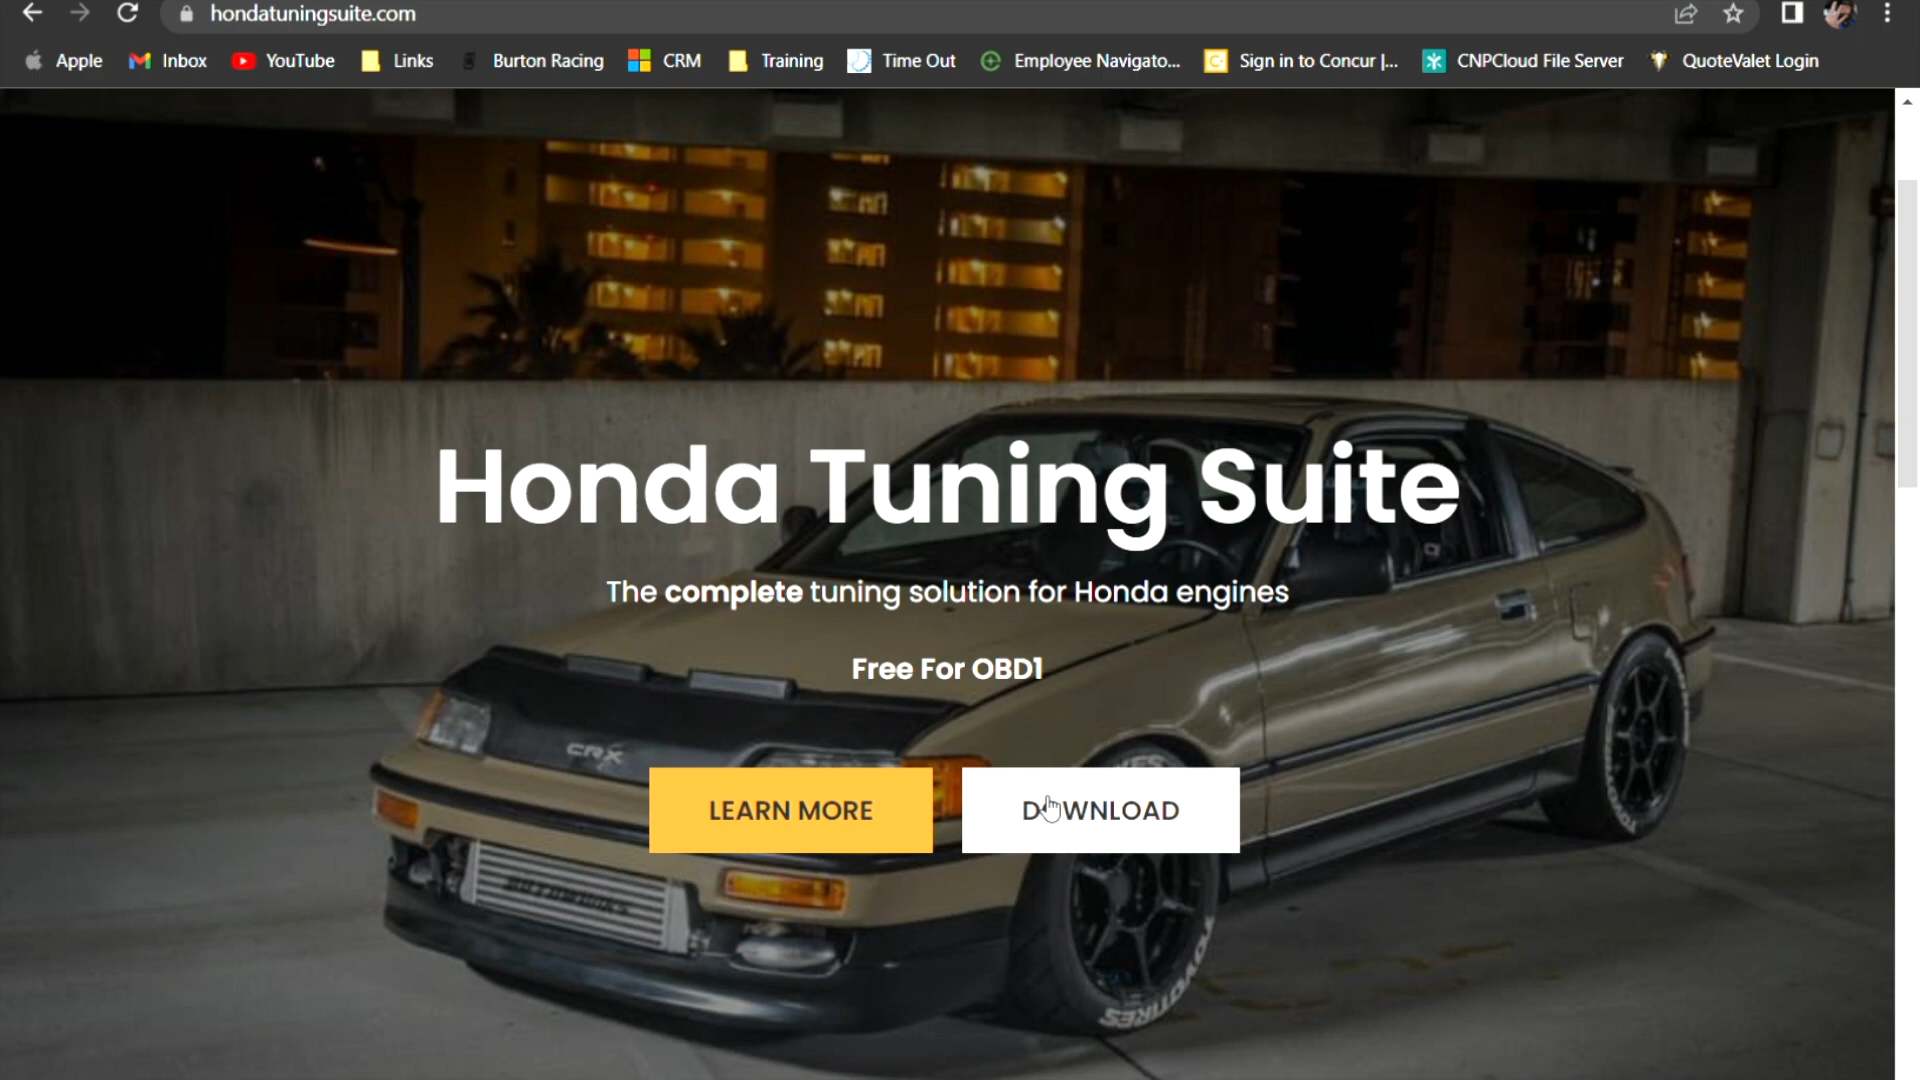 hondatuningsuite.com
Apple Inbox YouTube Links Burton Racing CRM Training Time Out Employee Navigato... Sign in to Concur |... CNPCloud File Server QuoteValet Login
Honda Tuning Suite
The complete tuning solution for Honda engines
Free For OBD1
CRX
LEARN MORE DOWNLOAD